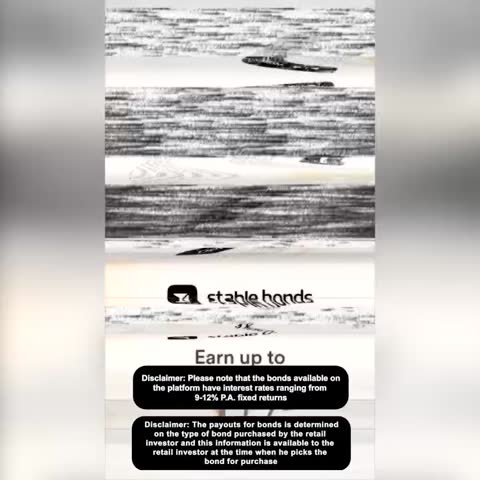 stable bonds
Earn up to
Disclaimer: Please note that the bonds available on
the platform have interest rates ranging from
9-12% P.A. fixed returns
Disclaimer: The payouts for bonds is determined
on the type of bond purchased by the retail
investor and this information is available to the
retail investor at the time when he picks the
bond for purchase